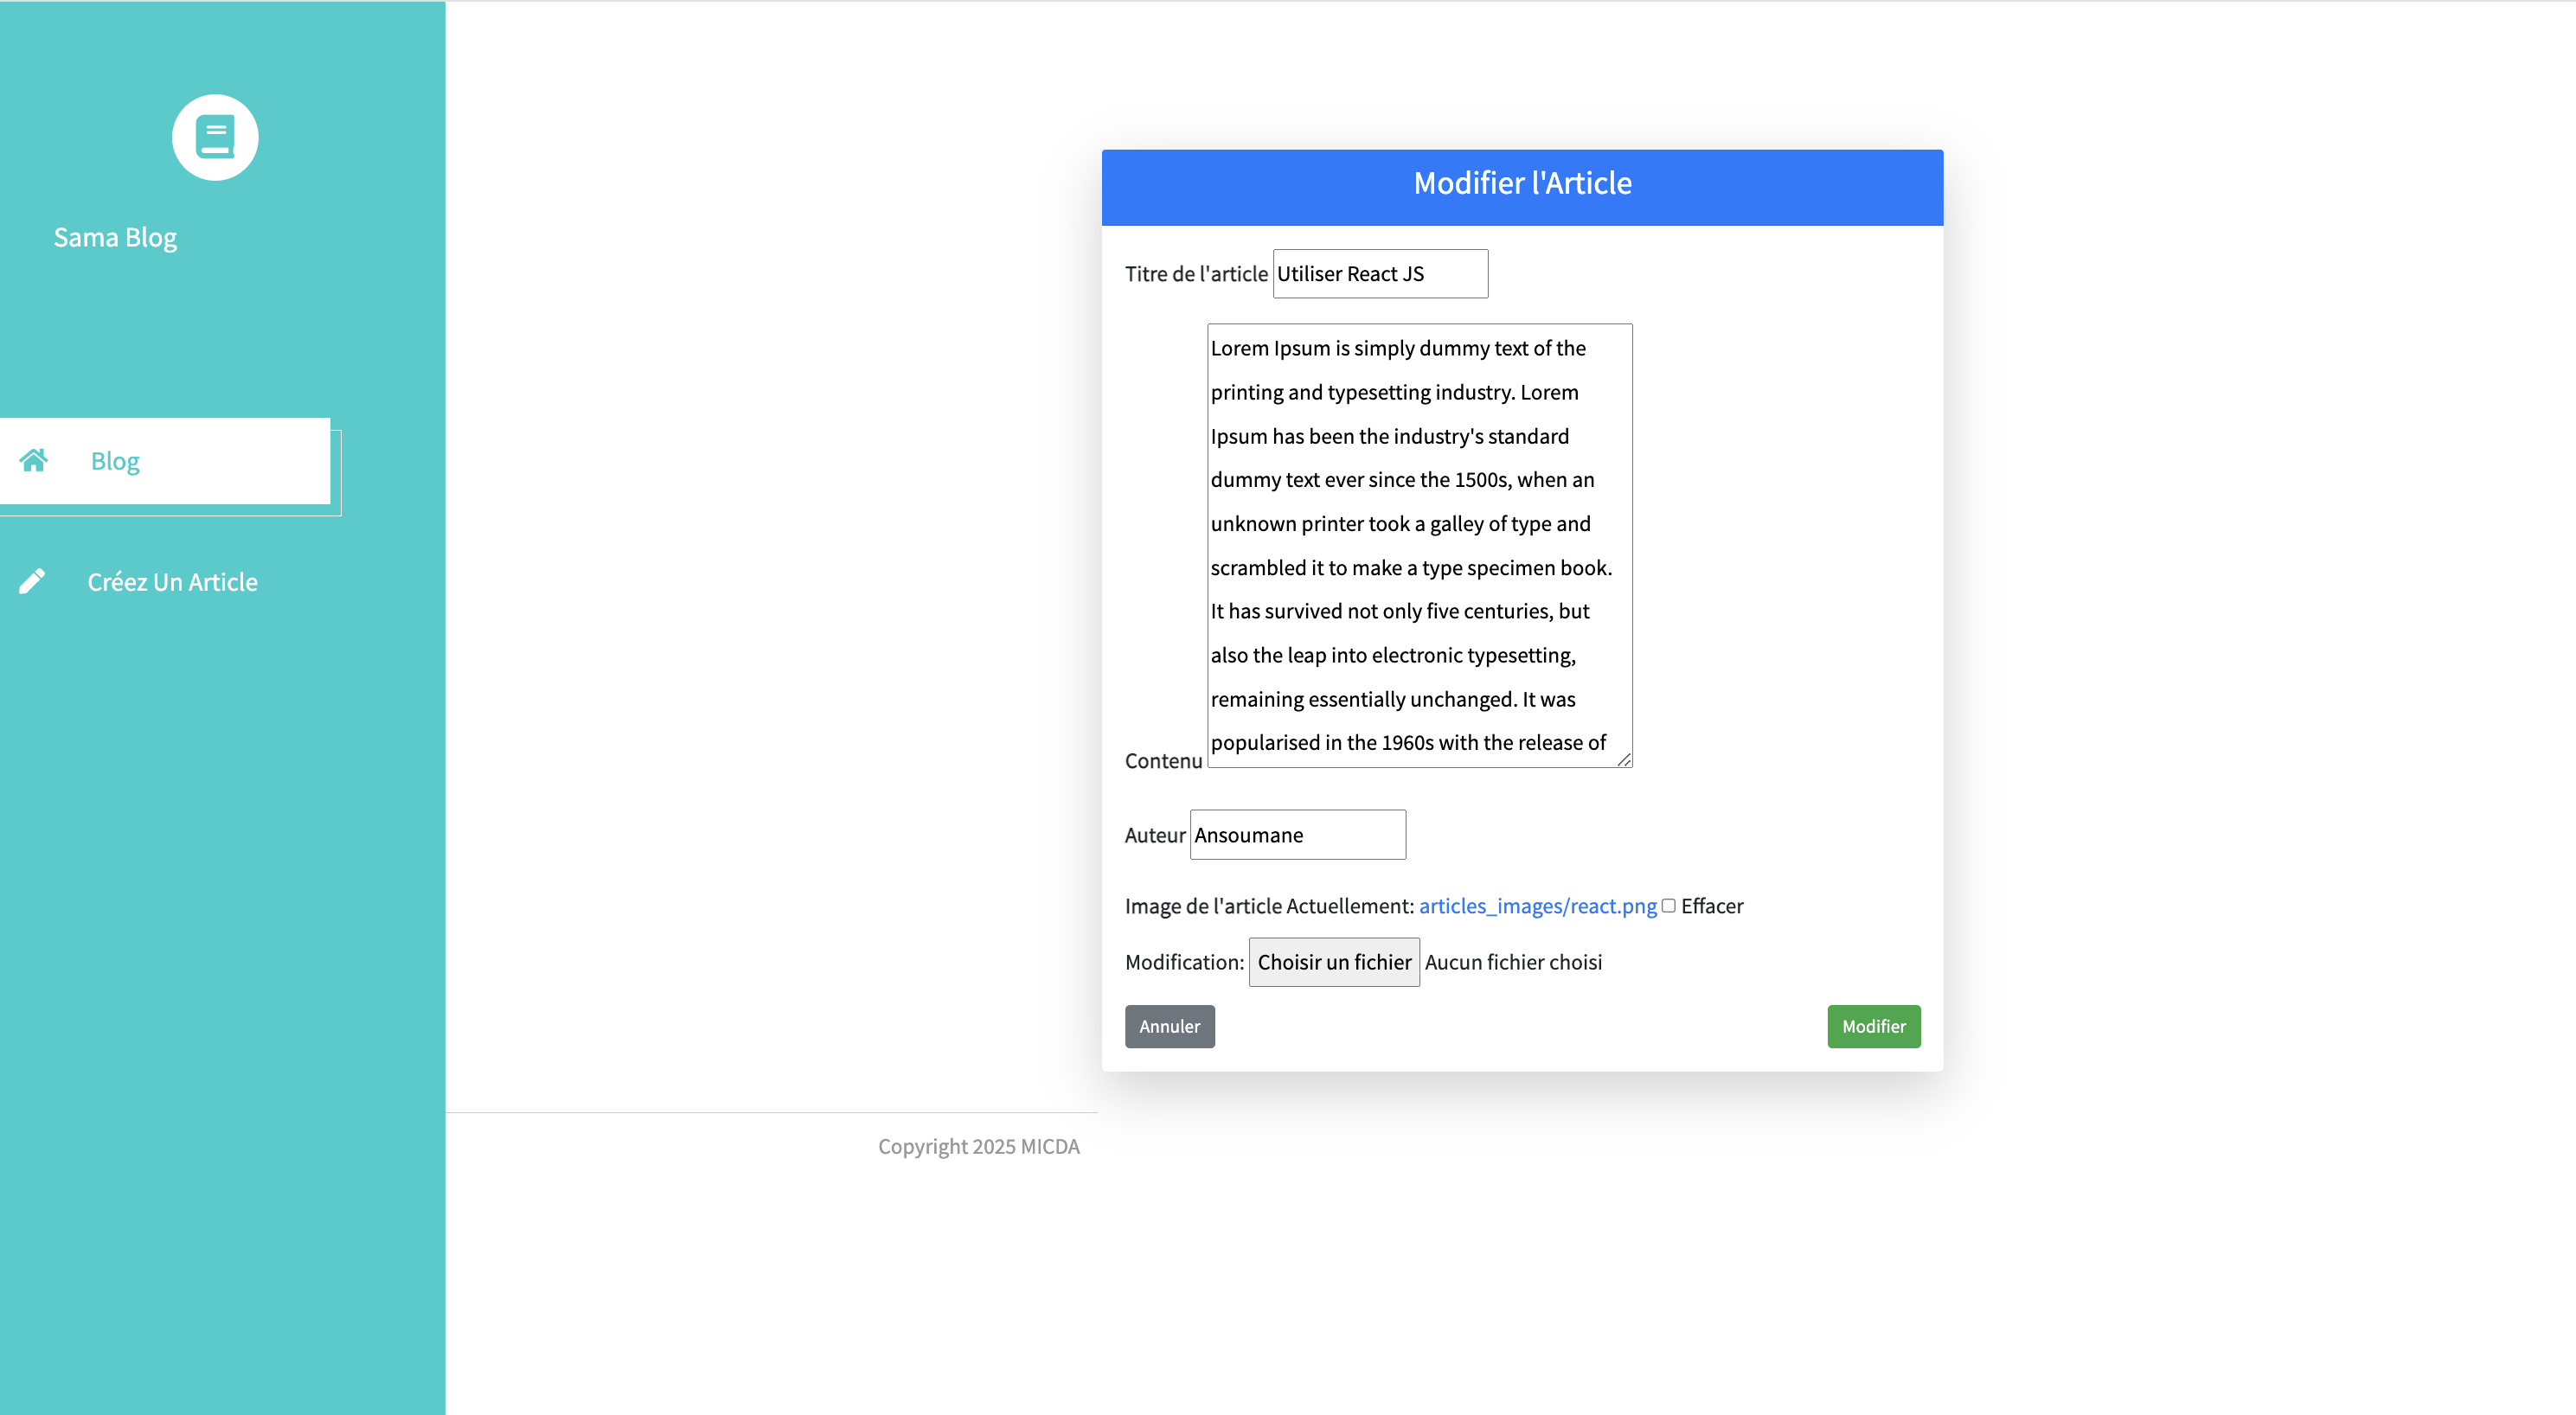 Sama Blog
Blog
Créez Un Article
Modifier l'Article
Titre de l'article Utiliser React JS
Lorem Ipsum is simply dummy text of the
printing and typesetting industry. Lorem
Ipsum has been the industry's standard
dummy text ever since the 1500s, when an
unknown printer took a galley of type and
scrambled it to make a type specimen book.
It has survived not only five centuries, but
also the leap into electronic typesetting,
remaining essentially unchanged. It was
popularised in the 1960s with the release of
Contenu
Auteur Ansoumane
Image de l'article Actuellement: articles_images/react.png Effacer
Modification: Choisir un fichier Aucun fichier choisi
Annuler Modifier
Copyright 2025 MICDA